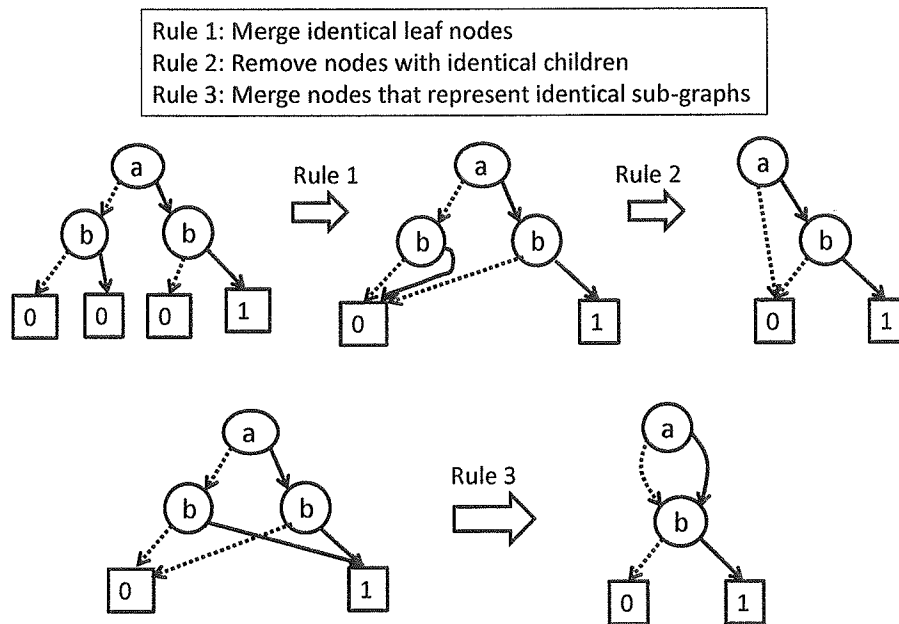 Rule 1: Merge identical leaf nodes
Rule 2: Remove nodes with identical children
Rule 3: Merge nodes that represent identical sub-graphs
a
b b
0 0 0 1
Rule 1
a
b b
0 1
Rule 2
a
b
0 1
a
b b
0 1
Rule 3
a
b
0 1